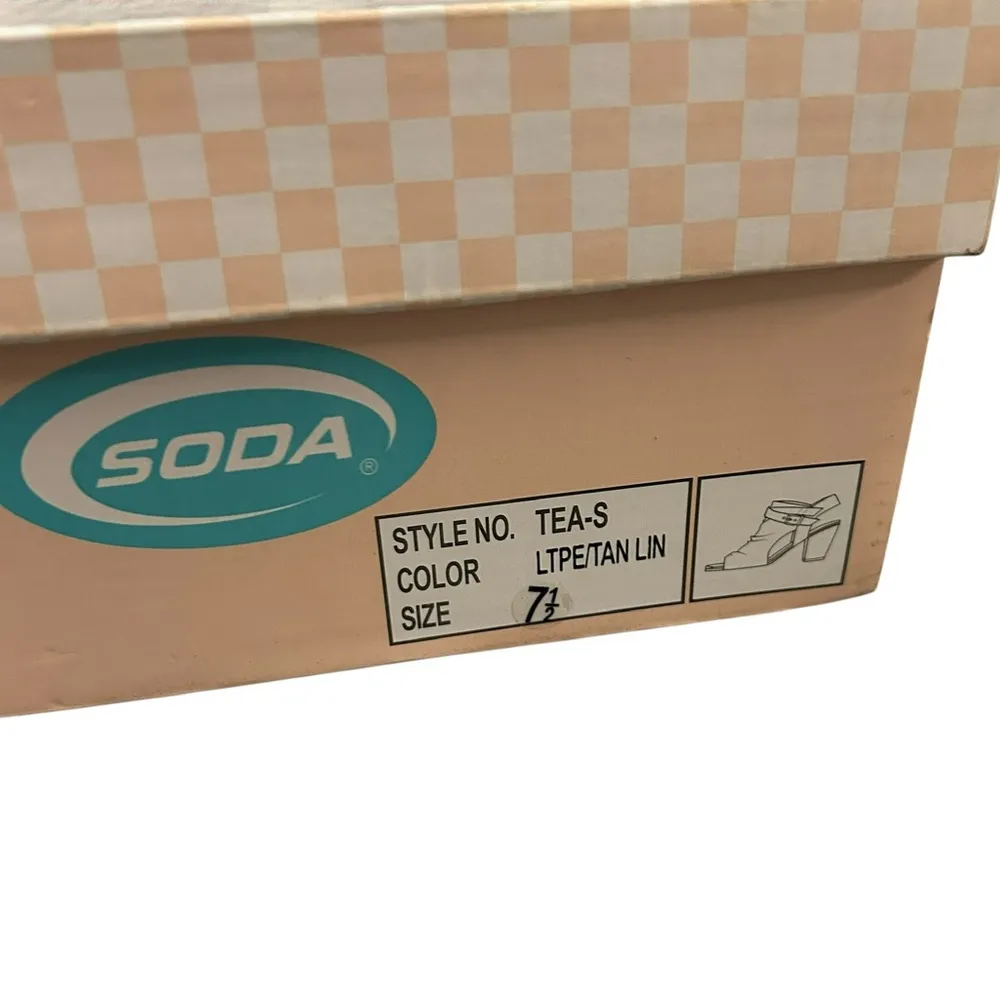 SODA ®
STYLE NO. TEA-S
COLOR LTPE/TAN LIN
SIZE 7½